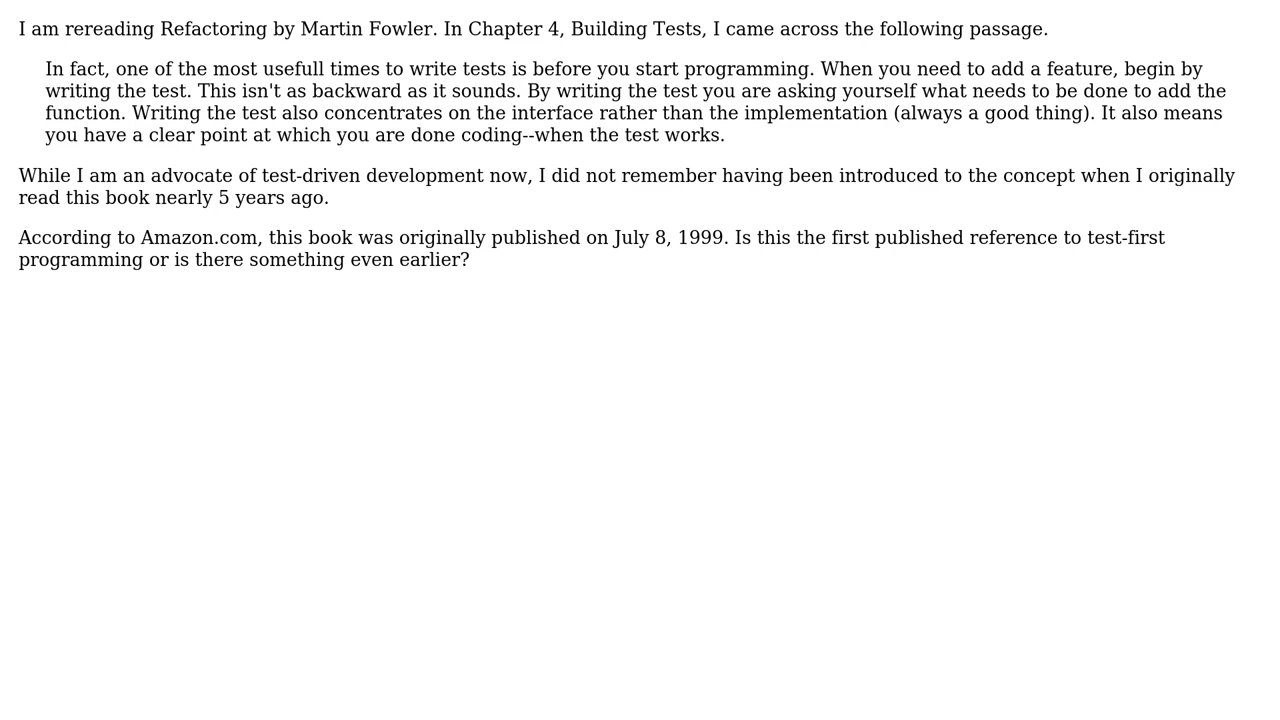 I am rereading Refactoring by Martin Fowler. In Chapter 4, Building Tests, I came across the following passage.
In fact, one of the most usefull times to write tests is before you start programming. When you need to add a feature, begin by
writing the test. This isn't as backward as it sounds. By writing the test you are asking yourself what needs to be done to add the
function. Writing the test also concentrates on the interface rather than the implementation (always a good thing). It also means
you have a clear point at which you are done coding--when the test works.
While I am an advocate of test-driven development now, I did not remember having been introduced to the concept when I originally
read this book nearly 5 years ago.
According to Amazon.com, this book was originally published on July 8, 1999. Is this the first published reference to test-first
programming or is there something even earlier?